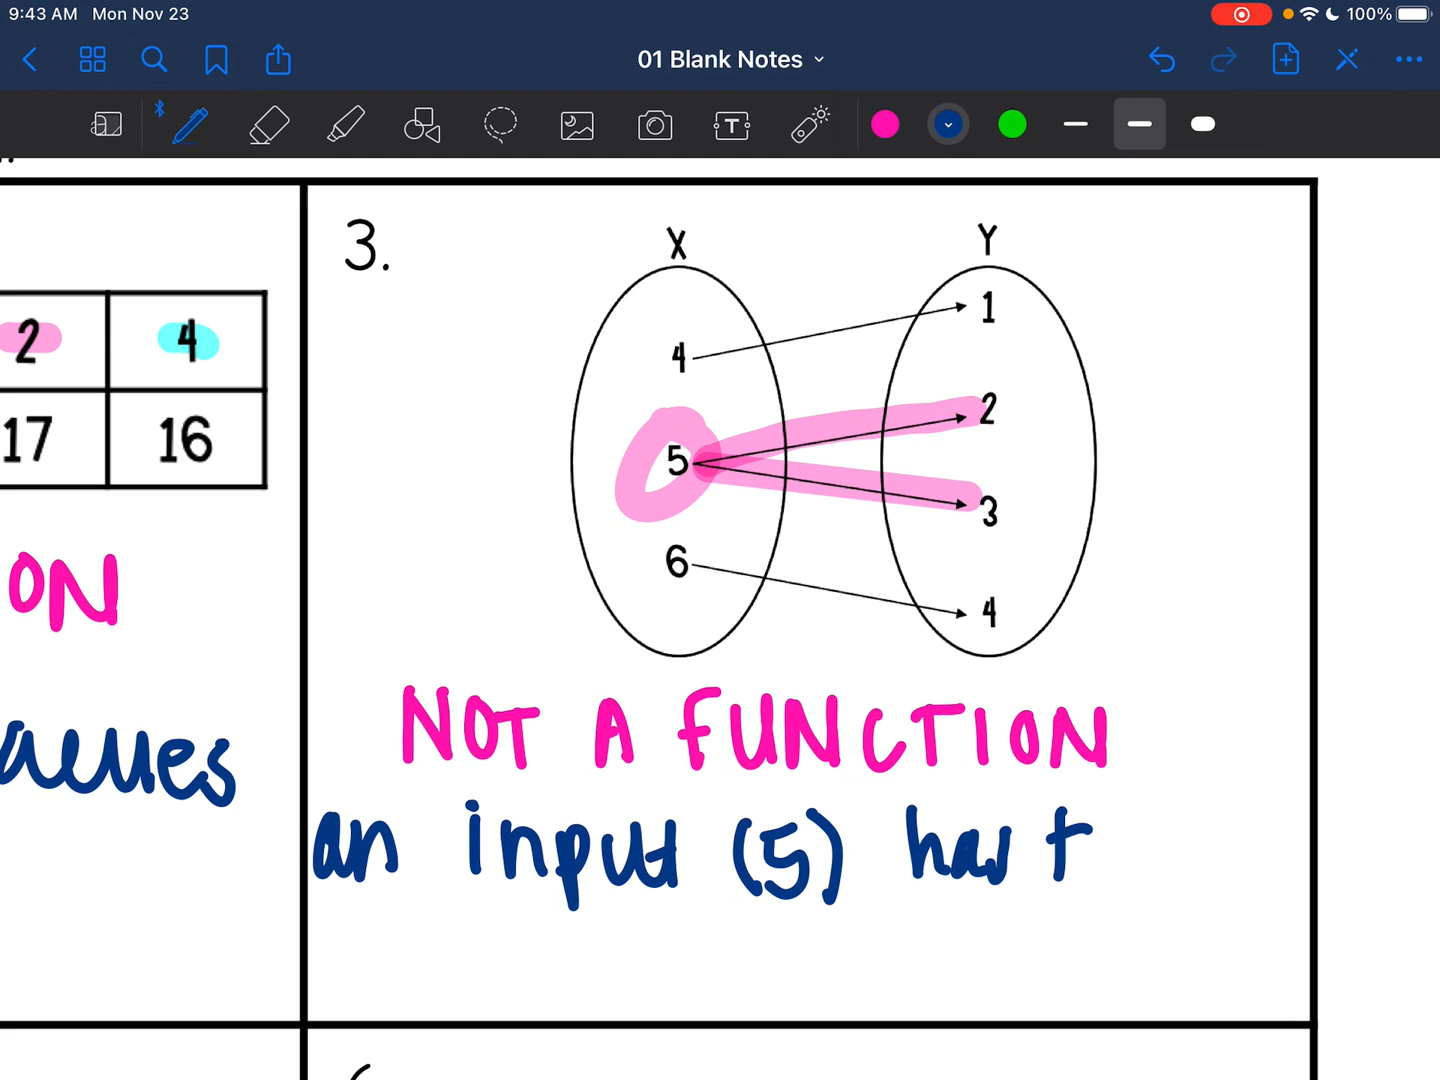 9:43 AM Mon Nov 23
100%
01 Blank Notes
T
3.
X Y
2 4
17 16
4
5
6
1
2
3
4
ON
NOT A FUNCTION
an input (5) has t